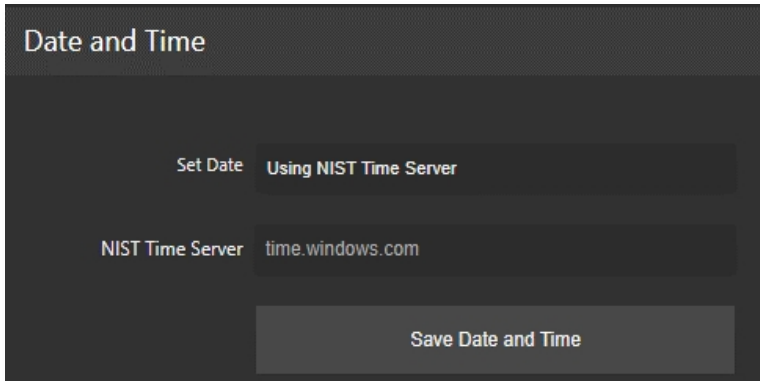 Date and Time
Set Date Using NIST Time Server
NIST Time Server time.windows.com
Save Date and Time